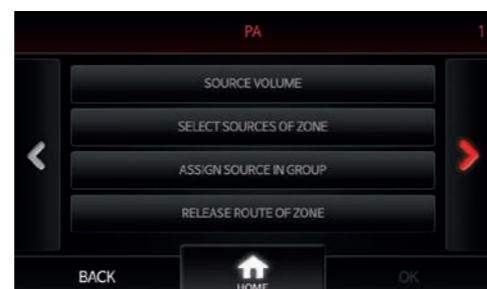 PA 1
SOURCE VOLUME
SELECT SOURCES OF ZONE
ASSIGN SOURCE IN GROUP
RELEASE ROUTE OF ZONE
BACK HOME OK